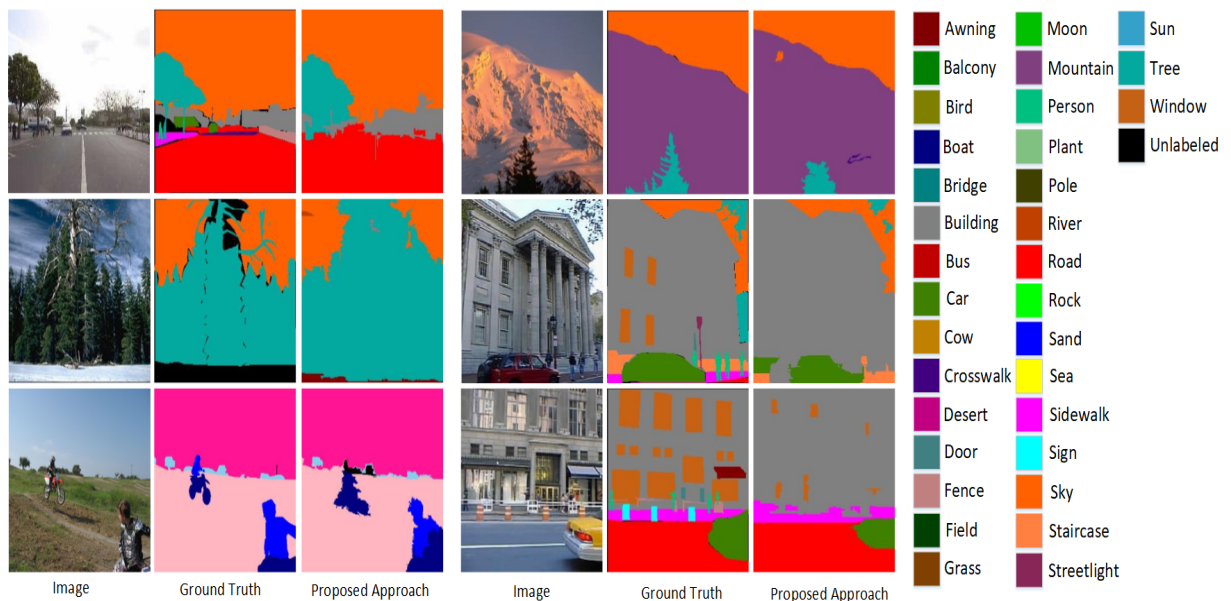 Awning
Balcony
Bird
Boat
Bridge
Building
Bus
Car
Cow
Crosswalk
Desert
Door
Fence
Field
Grass
Moon
Mountain
Person
Plant
Pole
River
Road
Rock
Sand
Sea
Sidewalk
Sign
Sky
Staircase
Streetlight
Sun
Tree
Window
Unlabeled
Image
Ground Truth
Proposed Approach
Image
Ground Truth
Proposed Approach